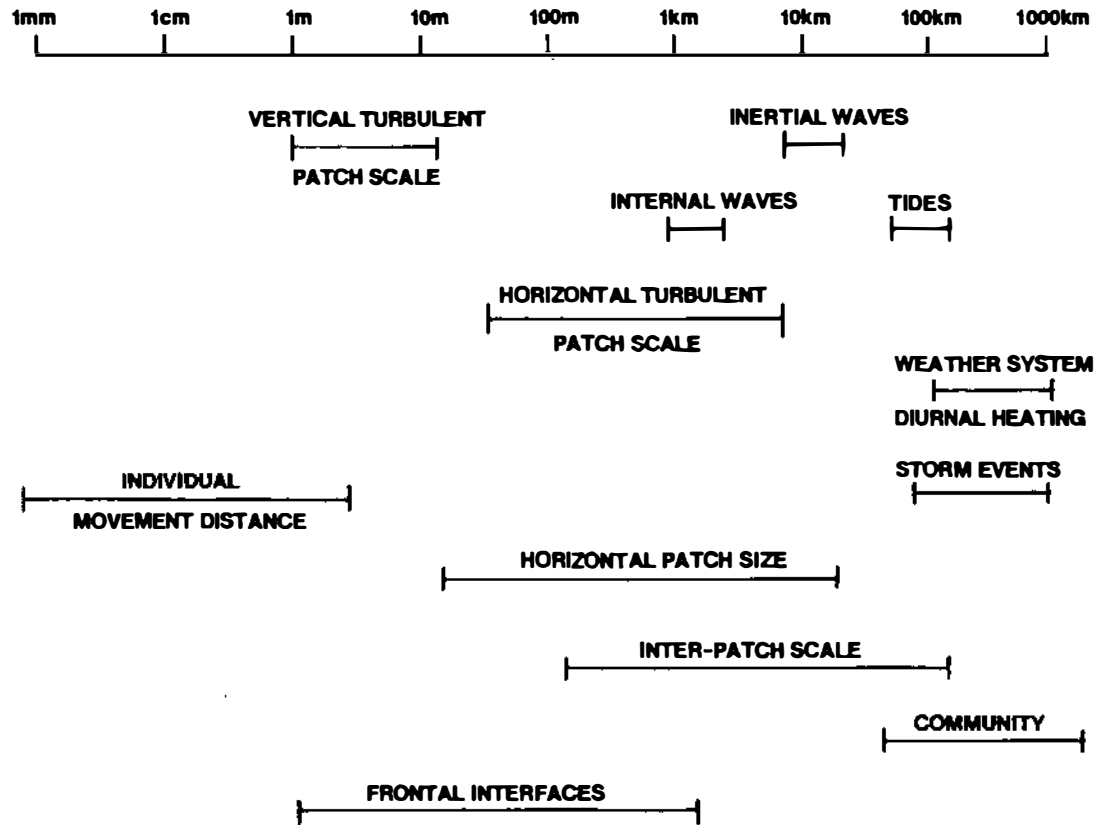 1mm 1cm 1m 10m 100m 1km 10km 100km 1000km
VERTICAL TURBULENT
PATCH SCALE
INERTIAL WAVES
INTERNAL WAVES
TIDES
HORIZONTAL TURBULENT
PATCH SCALE
WEATHER SYSTEM
DIURNAL HEATING
INDIVIDUAL
MOVEMENT DISTANCE
STORM EVENTS
HORIZONTAL PATCH SIZE
INTER-PATCH SCALE
COMMUNITY
FRONTAL INTERFACES